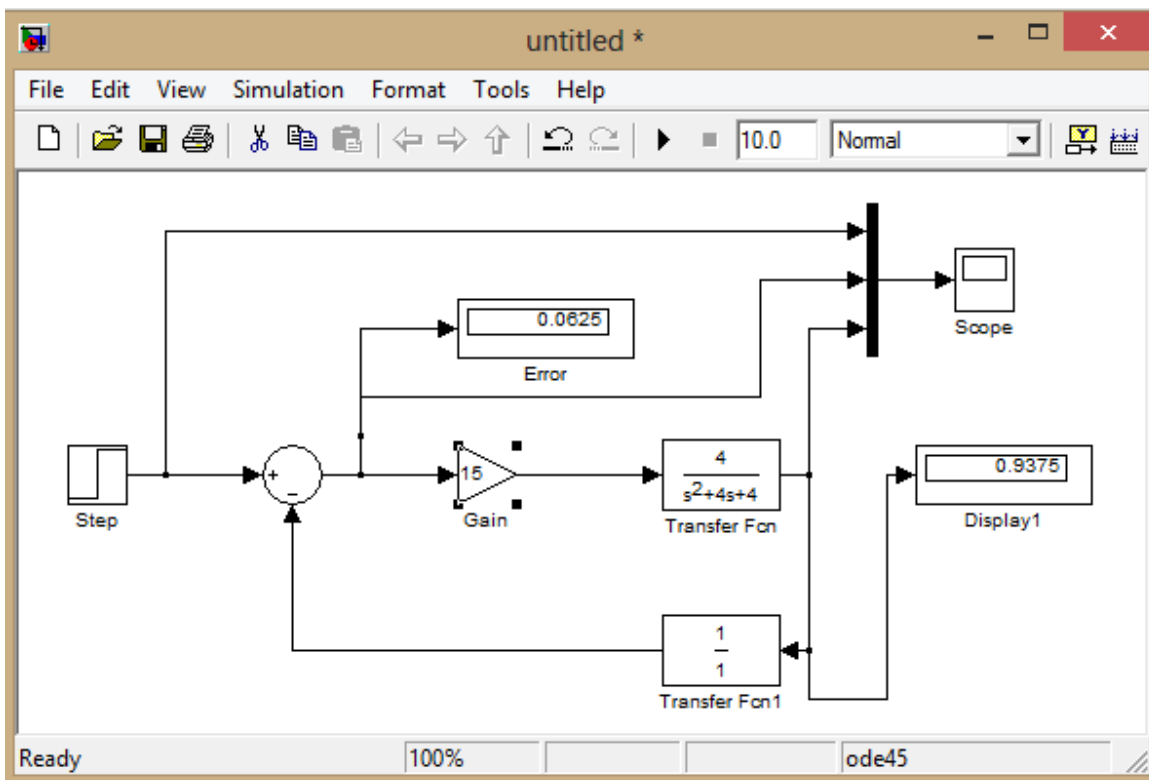 untitled *
File Edit View Simulation Format Tools Help
10.0 Normal
Scope
0.0625
Error
Step
+
−
15
Gain
4
s²+4s+4
Transfer Fcn
0.9375
Display1
1
1
Transfer Fcn1
Ready 100% ode45